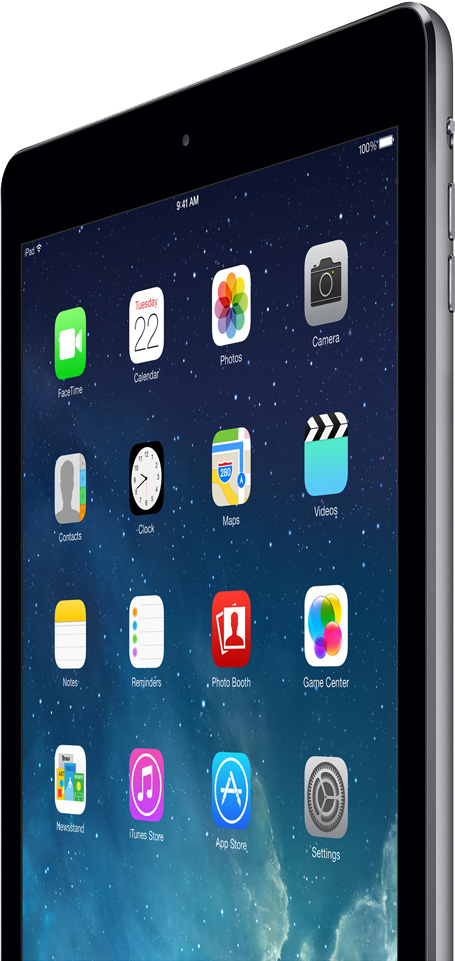 100%
9:41 AM
iPad
Tuesday
22
FaceTime
Calendar
Photos
Camera
280
Contacts
Clock
Maps
Videos
Notes
Reminders
Photo Booth
Game Center
Newsstand
iTunes Store
App Store
Settings